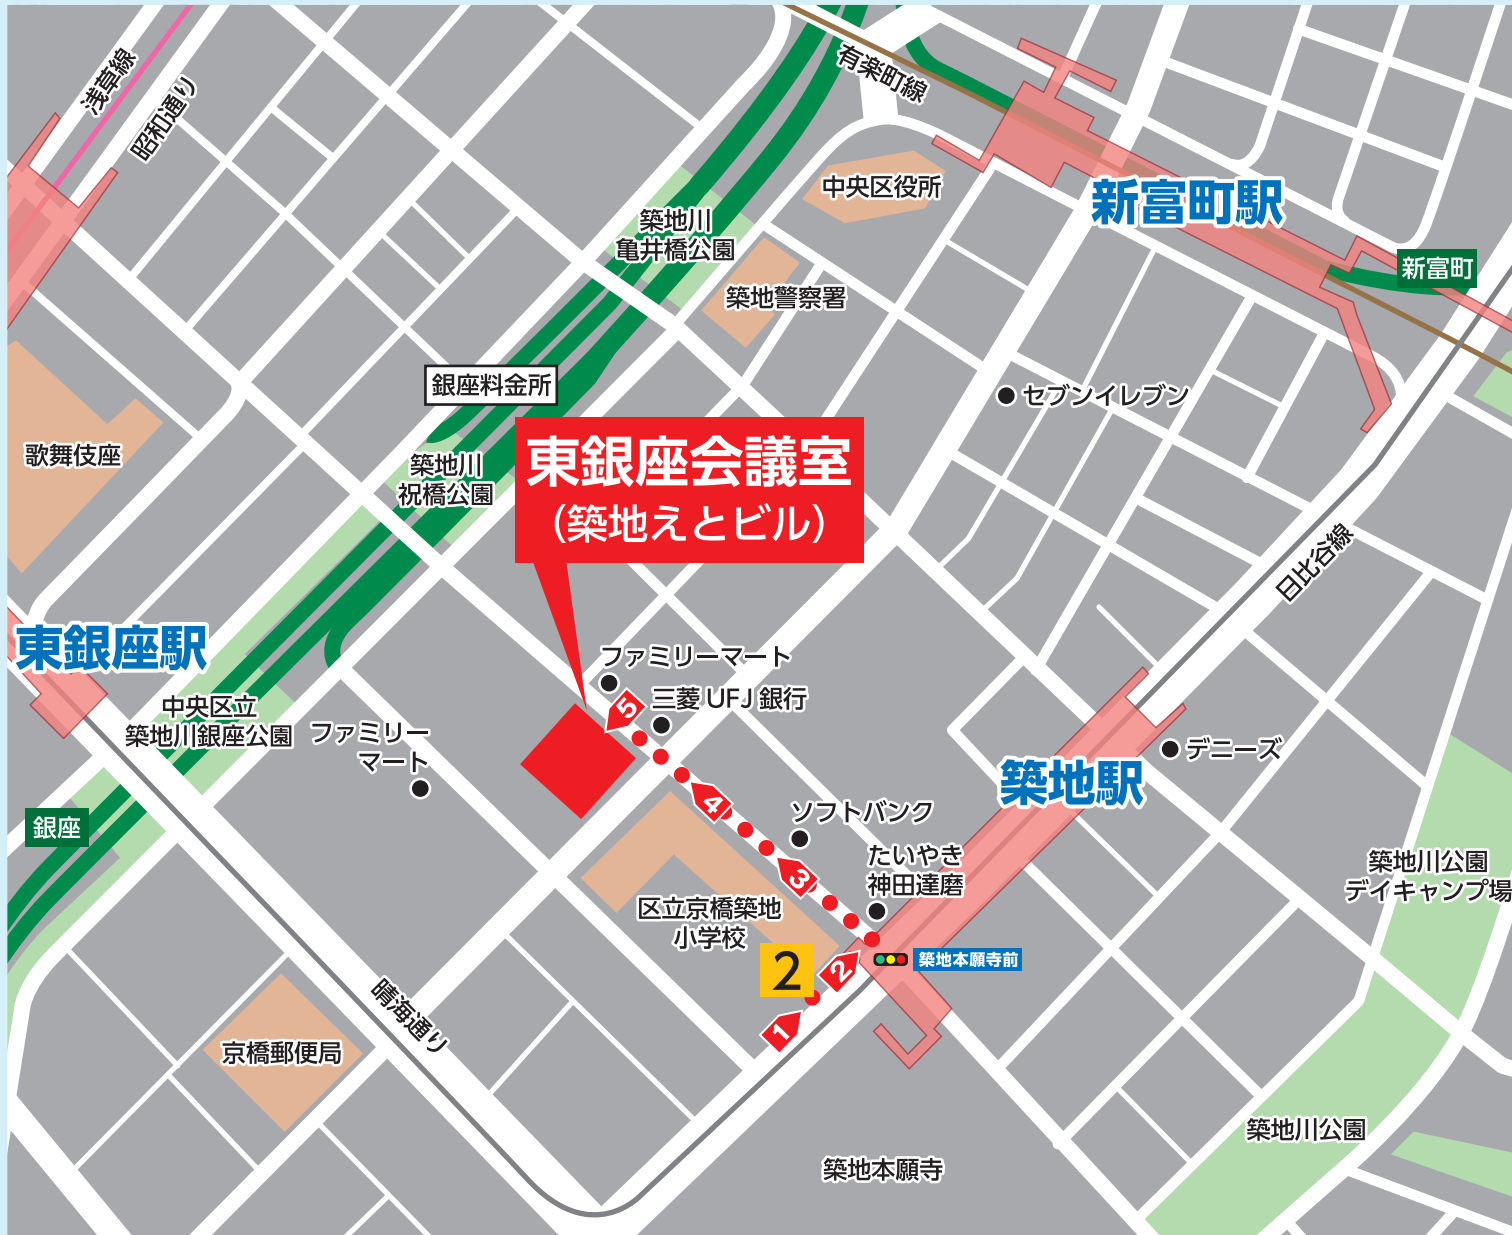 浅草線
昭和通り
有楽町線
中央区役所
新富町駅
築地川
亀井橋公園
新富町
築地警察署
銀座料金所
セブンイレブン
歌舞伎座
築地川
祝橋公園
東銀座会議室
（築地えとビル）
日比谷線
東銀座駅
ファミリーマート
5
三菱 UFJ 銀行
中央区立
築地川銀座公園
ファミリー
マート
デニーズ
築地駅
4
ソフトバンク
銀座
たいやき
神田達磨
3
築地川公園
デイキャンプ場
区立京橋築地
小学校
2
2
築地本願寺前
1
晴海通り
京橋郵便局
築地川公園
築地本願寺